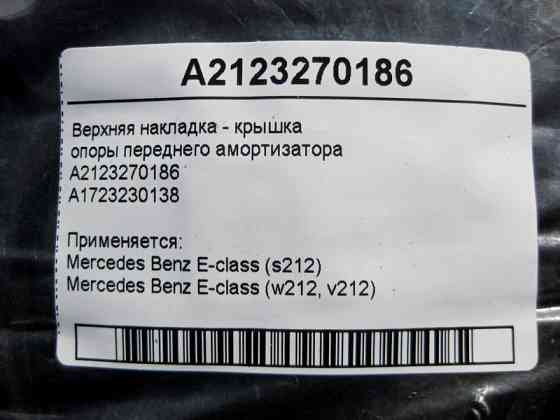 A2123270186
Верхняя накладка - крышка
опоры переднего амортизатора
A2123270186
A1723230138
Применяется:
Mercedes Benz E-class (s212)
Mercedes Benz E-class (w212, v212)